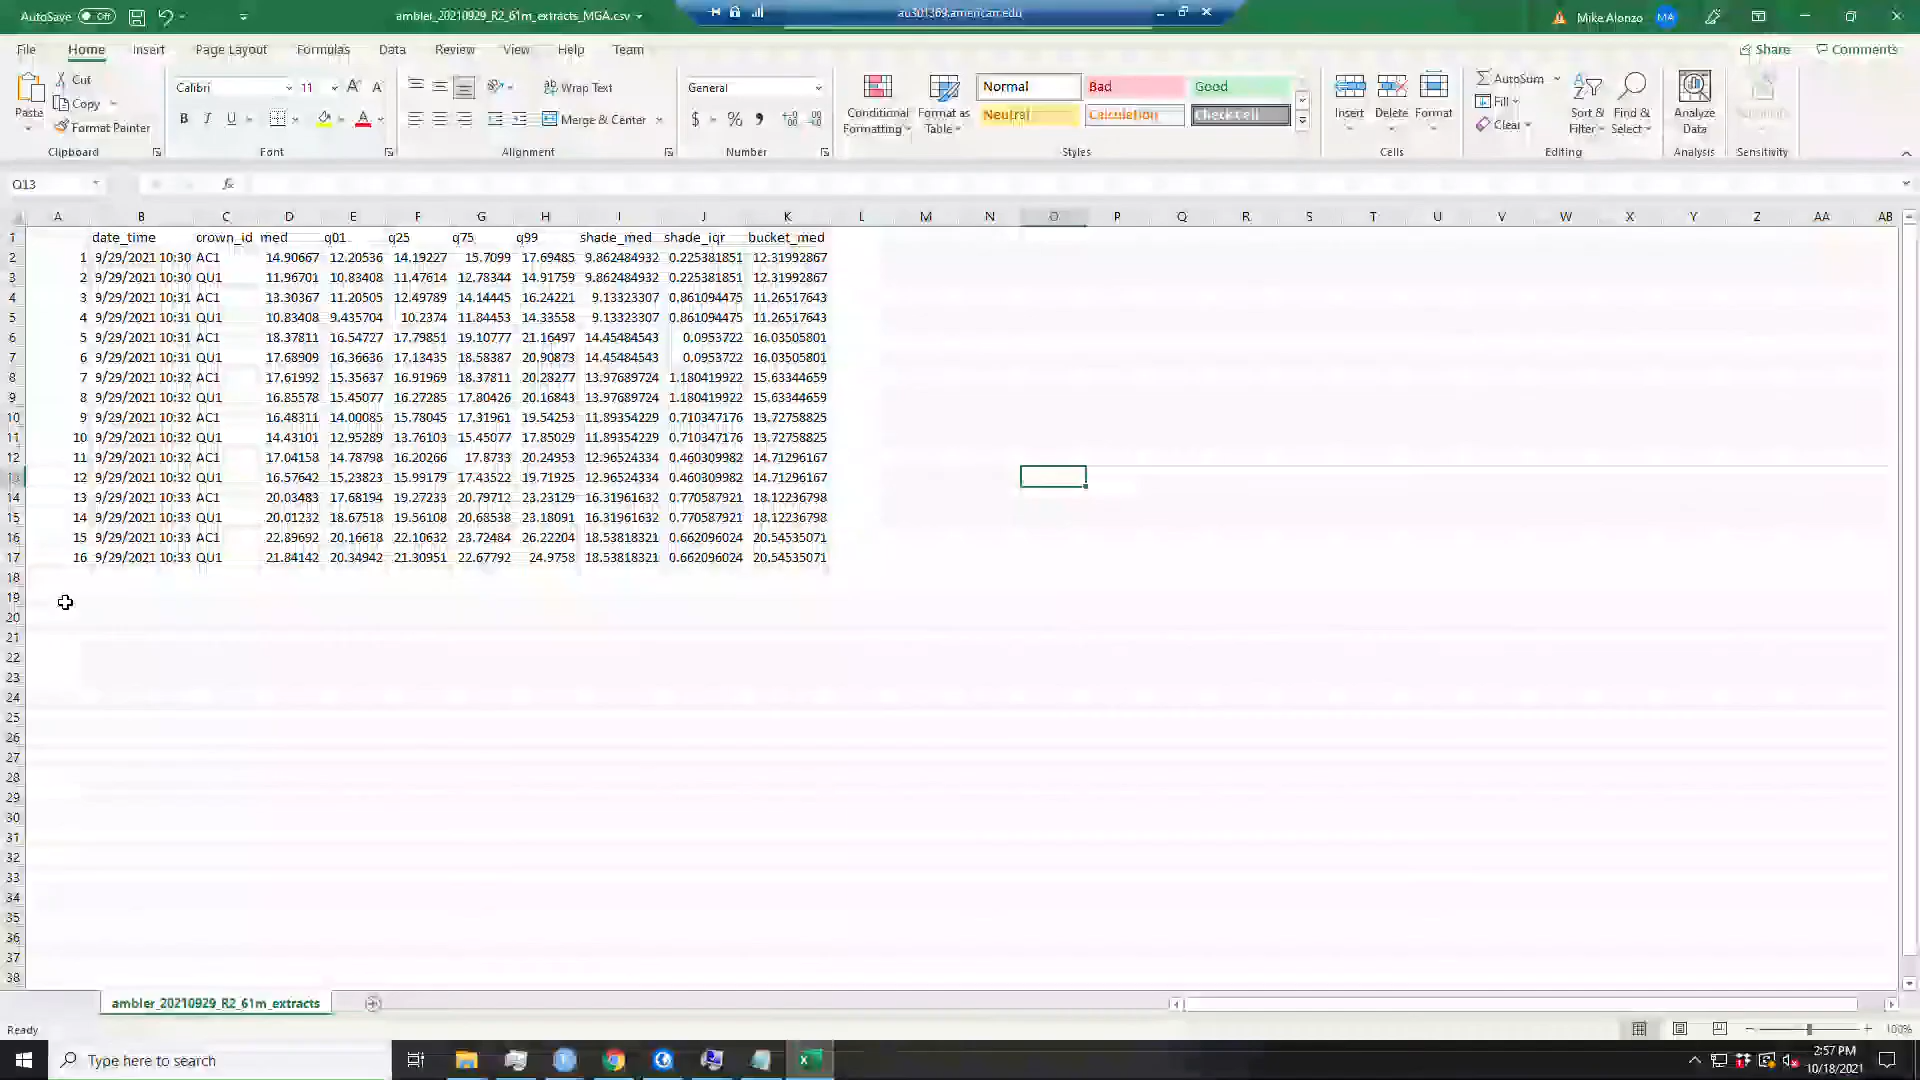 AutoSave Off ambler_20210929_R2_61m_extracts_MGA.csv au301369.american.edu Mike Alonzo MA
File Home Insert Page Layout Formulas Data Review View Help Team Share Comments
Paste Cut Copy Format Painter Clipboard
Calibri 11 A A B I U A Font
Wrap Text Merge & Center Alignment
General $ % Number
Conditional Formatting Format as Table Normal Bad Good Neutral Calculation Check Cell Styles
Insert Delete Format Cells
AutoSum Fill Clear Sort & Filter Find & Select Editing
Analyze Data Analysis
Sensitivity
Q13 fx
A B C D E F G H I J K L M N O P Q R S T U V W X Y Z AA AB
1 date_time crown_id med q01 q25 q75 q99 shade_med shade_iqr bucket_med
2 1 9/29/2021 10:30 AC1 14.90667 12.20536 14.19227 15.7099 17.69485 9.862484932 0.225381851 12.31992867
3 2 9/29/2021 10:30 QU1 11.96701 10.83408 11.47614 12.78344 14.91759 9.862484932 0.225381851 12.31992867
4 3 9/29/2021 10:31 AC1 13.30367 11.20505 12.49789 14.14445 16.24221 9.13323307 0.861094475 11.26517643
5 4 9/29/2021 10:31 QU1 10.83408 9.435704 10.2374 11.84453 14.33558 9.13323307 0.861094475 11.26517643
6 5 9/29/2021 10:31 AC1 18.37811 16.54727 17.79851 19.10777 21.16497 14.45484543 0.0953722 16.03505801
7 6 9/29/2021 10:31 QU1 17.68909 16.36636 17.13435 18.58387 20.90873 14.45484543 0.0953722 16.03505801
8 7 9/29/2021 10:32 AC1 17.61992 15.35637 16.91969 18.37811 20.28277 13.97689724 1.180419922 15.63344659
9 8 9/29/2021 10:32 QU1 16.85578 15.45077 16.27285 17.80426 20.16843 13.97689724 1.180419922 15.63344659
10 9 9/29/2021 10:32 AC1 16.48311 14.00085 15.78045 17.31961 19.54253 11.89354229 0.710347176 13.72758825
11 10 9/29/2021 10:32 QU1 14.43101 12.95289 13.76103 15.45077 17.85029 11.89354229 0.710347176 13.72758825
12 11 9/29/2021 10:32 AC1 17.04158 14.78798 16.20266 17.8733 20.24953 12.96524334 0.460309982 14.71296167
13 12 9/29/2021 10:32 QU1 16.57642 15.23823 15.99179 17.43522 19.71925 12.96524334 0.460309982 14.71296167
14 13 9/29/2021 10:33 AC1 20.03483 17.68194 19.27233 20.79712 23.23129 16.31961632 0.770587921 18.12236798
15 14 9/29/2021 10:33 QU1 20.01232 18.67518 19.56108 20.68538 23.18091 16.31961632 0.770587921 18.12236798
16 15 9/29/2021 10:33 AC1 22.89692 20.16618 22.10632 23.72484 26.22204 18.53818321 0.662096024 20.54535071
17 16 9/29/2021 10:33 QU1 21.84142 20.34942 21.30951 22.67792 24.9758 18.53818321 0.662096024 20.54535071
18
19
20
21
22
23
24
25
26
27
28
29
30
31
32
33
34
35
36
37
38
ambler_20210929_R2_61m_extracts
Ready 100%
Type here to search 2:57 PM
10/18/2021